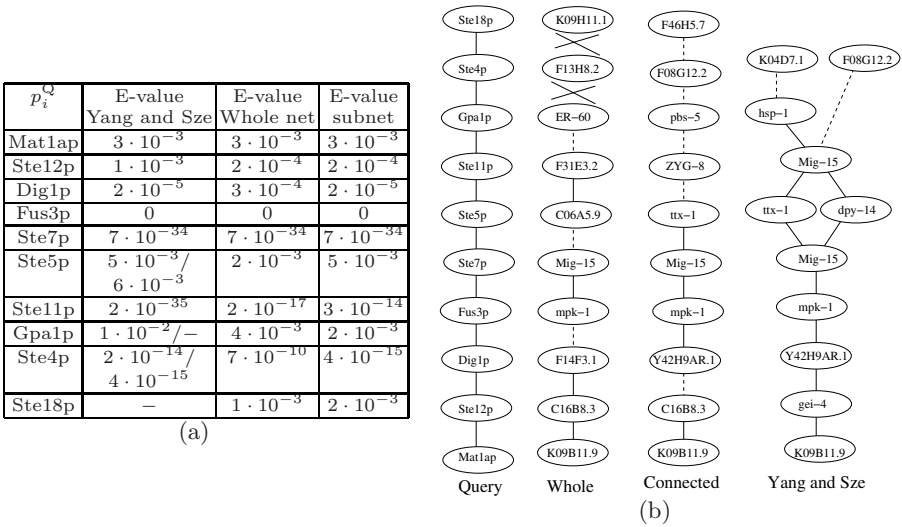 p_i^Q E-value Yang and Sze E-value Whole net E-value subnet
Mat1ap 3 · 10^−3 3 · 10^−3 3 · 10^−3
Ste12p 1 · 10^−3 2 · 10^−4 2 · 10^−4
Dig1p 2 · 10^−5 3 · 10^−4 2 · 10^−5
Fus3p 0 0 0
Ste7p 7 · 10^−34 7 · 10^−34 7 · 10^−34
Ste5p 5 · 10^−3/ 2 · 10^−3 5 · 10^−3
6 · 10^−3
Ste11p 2 · 10^−35 2 · 10^−17 3 · 10^−14
Gpa1p 1 · 10^−2/− 4 · 10^−3 2 · 10^−3
Ste4p 2 · 10^−14/ 7 · 10^−10 4 · 10^−15
4 · 10^−15
Ste18p − 1 · 10^−3 2 · 10^−3
(a)
Ste18p
Ste4p
Gpa1p
Ste11p
Ste5p
Ste7p
Fus3p
Dig1p
Ste12p
Mat1ap
Query
K09H11.1
F13H8.2
ER−60
F31E3.2
C06A5.9
Mig−15
mpk−1
F14F3.1
C16B8.3
K09B11.9
Whole
F46H5.7
F08G12.2
pbs−5
ZYG−8
ttx−1
Mig−15
mpk−1
Y42H9AR.1
C16B8.3
K09B11.9
Connected
K04D7.1 F08G12.2
hsp−1
Mig−15
ttx−1 dpy−14
Mig−15
mpk−1
Y42H9AR.1
gei−4
K09B11.9
Yang and Sze
(b)